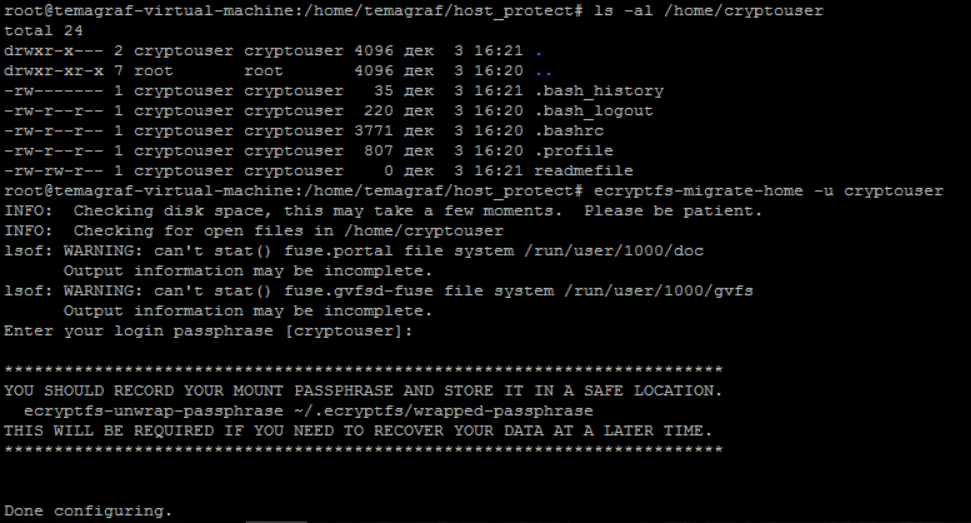 root@temagraf-virtual-machine:/home/temagraf/host_protect# ls -al /home/cryptouser
total 24
drwxr-x--- 2 cryptouser cryptouser 4096 дек  3 16:21 .
drwxr-xr-x 7 root       root       4096 дек  3 16:20 ..
-rw------- 1 cryptouser cryptouser   35 дек  3 16:21 .bash_history
-rw-r--r-- 1 cryptouser cryptouser  220 дек  3 16:20 .bash_logout
-rw-r--r-- 1 cryptouser cryptouser 3771 дек  3 16:20 .bashrc
-rw-r--r-- 1 cryptouser cryptouser  807 дек  3 16:20 .profile
-rw-rw-r-- 1 cryptouser cryptouser    0 дек  3 16:21 readmefile
root@temagraf-virtual-machine:/home/temagraf/host_protect# ecryptfs-migrate-home -u cryptouser
INFO:  Checking disk space, this may take a few moments.  Please be patient.
INFO:  Checking for open files in /home/cryptouser
lsof: WARNING: can't stat() fuse.portal file system /run/user/1000/doc
      Output information may be incomplete.
lsof: WARNING: can't stat() fuse.gvfsd-fuse file system /run/user/1000/gvfs
      Output information may be incomplete.
Enter your login passphrase [cryptouser]:
************************************************************************
YOU SHOULD RECORD YOUR MOUNT PASSPHRASE AND STORE IT IN A SAFE LOCATION.
  ecryptfs-unwrap-passphrase ~/.ecryptfs/wrapped-passphrase
THIS WILL BE REQUIRED IF YOU NEED TO RECOVER YOUR DATA AT A LATER TIME.
************************************************************************
Done configuring.